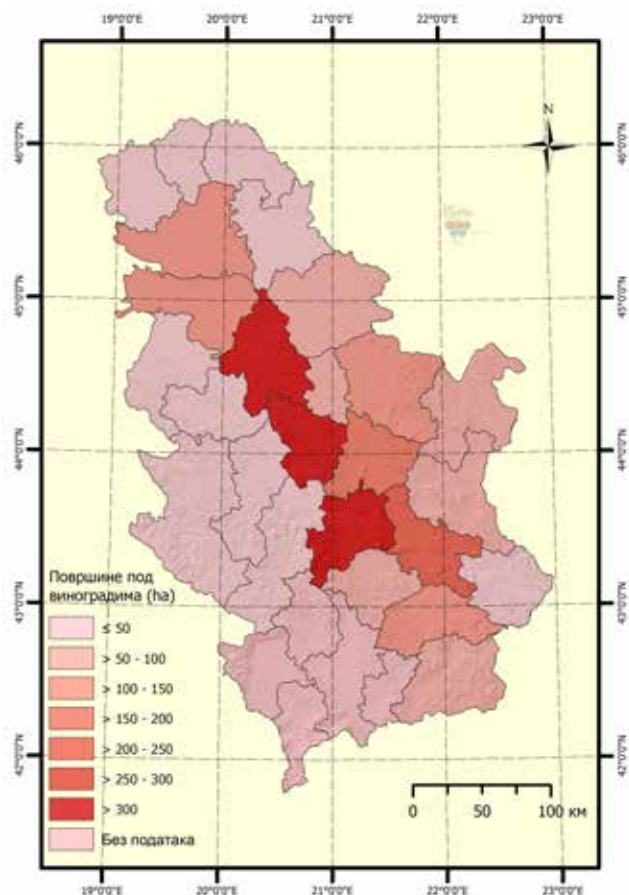 19°0'0"E 20°0'0"E 21°0'0"E 22°0'0"E 23°0'0"E
N
46°0'0"N 46°0'0"N
45°0'0"N 45°0'0"N
44°0'0"N 44°0'0"N
43°0'0"N 43°0'0"N
42°0'0"N 42°0'0"N
Површине под
виноградима (ha)
≤ 50
> 50 - 100
> 100 - 150
> 150 - 200
> 200 - 250
> 250 - 300
> 300
Без података
0 50 100 км
19°0'0"E 20°0'0"E 21°0'0"E 22°0'0"E 23°0'0"E